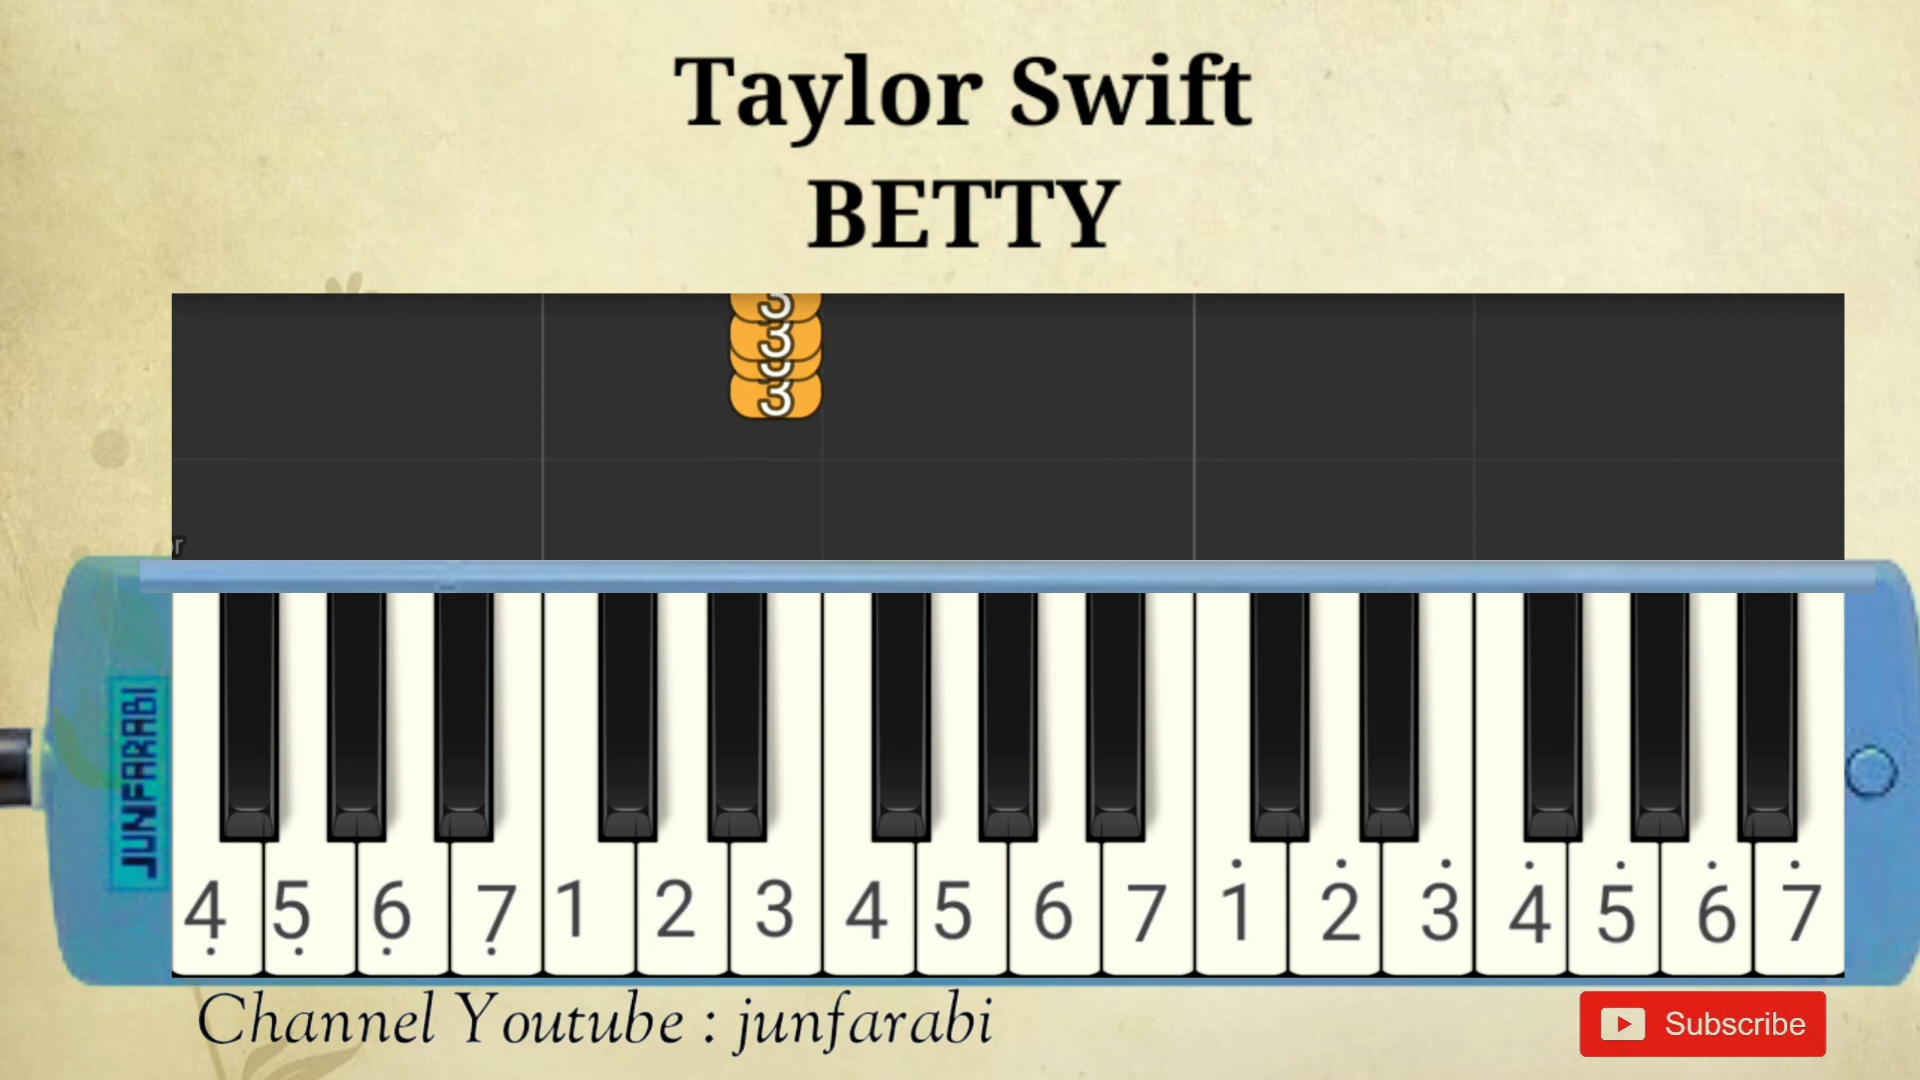 Taylor Swift
BETTY
3
3
3
3
r
JUNFARABI
4̣ 5̣ 6̣ 7̣ 1 2 3 4 5 6 7 1̇ 2̇ 3̇ 4̇ 5̇ 6̇ 7̇
Channel Youtube : junfarabi
Subscribe